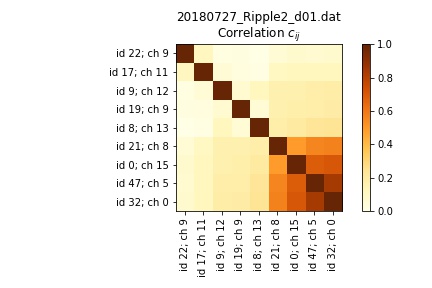 20180727_Ripple2_d01.dat
Correlation c_ij
id 22; ch 9
id 17; ch 11
id 9; ch 12
id 19; ch 9
id 8; ch 13
id 21; ch 8
id 0; ch 15
id 47; ch 5
id 32; ch 0
1.0
0.8
0.6
0.4
0.2
0.0
id 22; ch 9
id 17; ch 11
id 9; ch 12
id 19; ch 9
id 8; ch 13
id 21; ch 8
id 0; ch 15
id 47; ch 5
id 32; ch 0